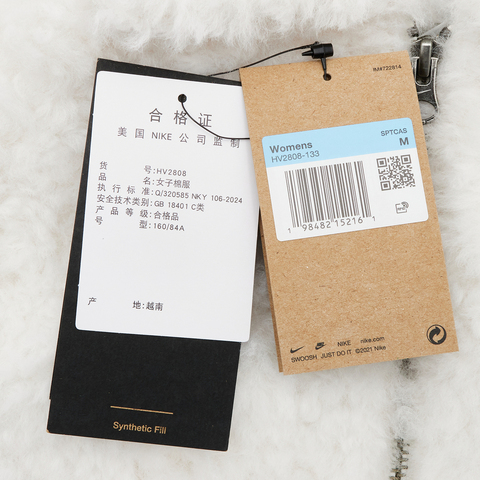 合格证
美国 NIKE 公司监制
货号:HV2808
品名:女子棉服
执行标准:Q/320585 NKY 106-2024
安全技术类别:GB 18401 C类
产品等级:合格品
号型:160/84A
产地:越南
Synthetic Fill
RJ#722914
SPTCAS
Womens M
HV2808-133
1 98482 15216 1
NIKE nike.com
SWOOSH JUST DO IT ©2021 Nike